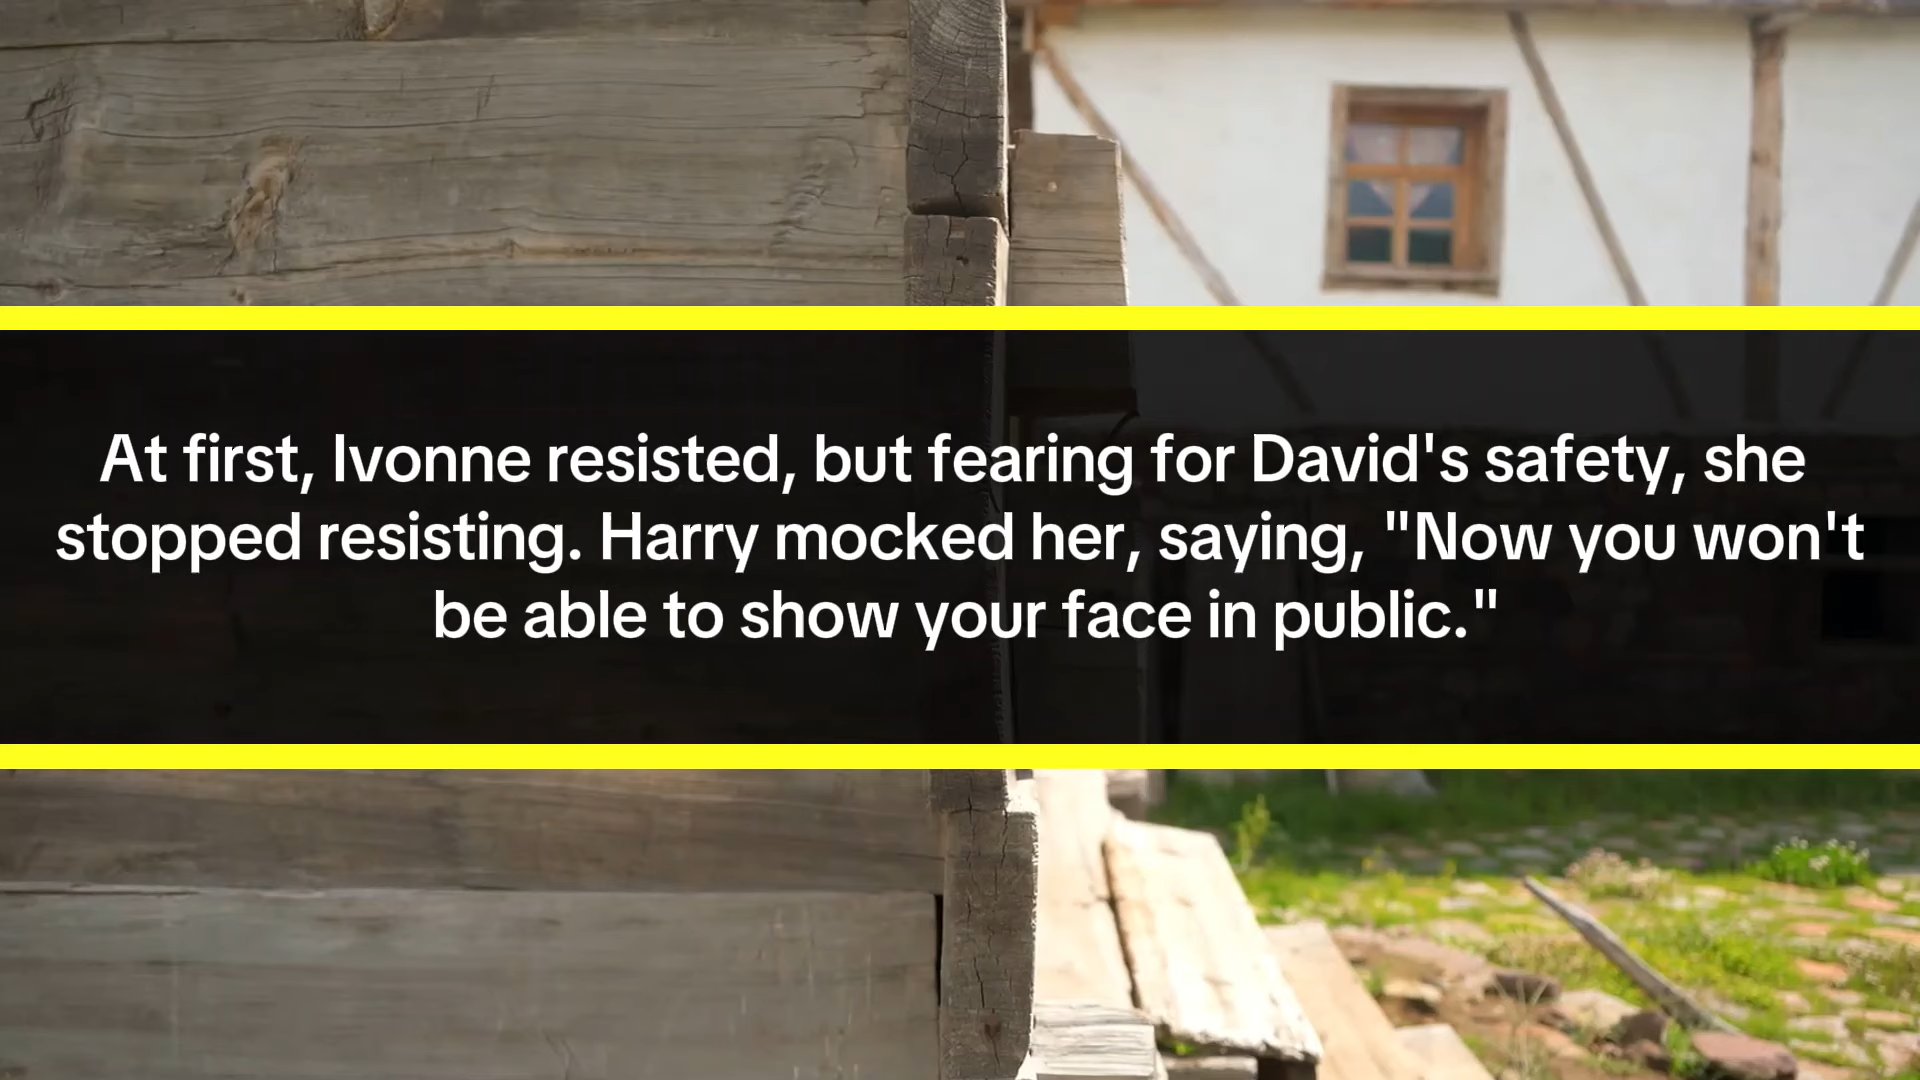 At first, Ivonne resisted, but fearing for David's safety, she
stopped resisting. Harry mocked her, saying, "Now you won't
be able to show your face in public."